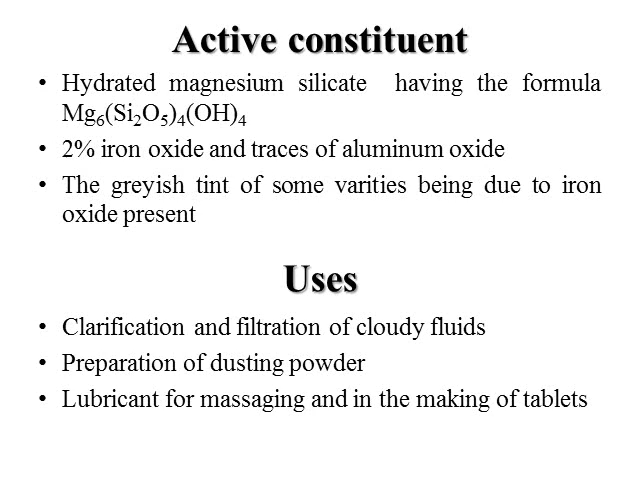 Active constituent
• Hydrated magnesium silicate having the formula
Mg₆(Si₂O₅)₄(OH)₄
• 2% iron oxide and traces of aluminum oxide
• The greyish tint of some varities being due to iron
oxide present
Uses
• Clarification and filtration of cloudy fluids
• Preparation of dusting powder
• Lubricant for massaging and in the making of tablets